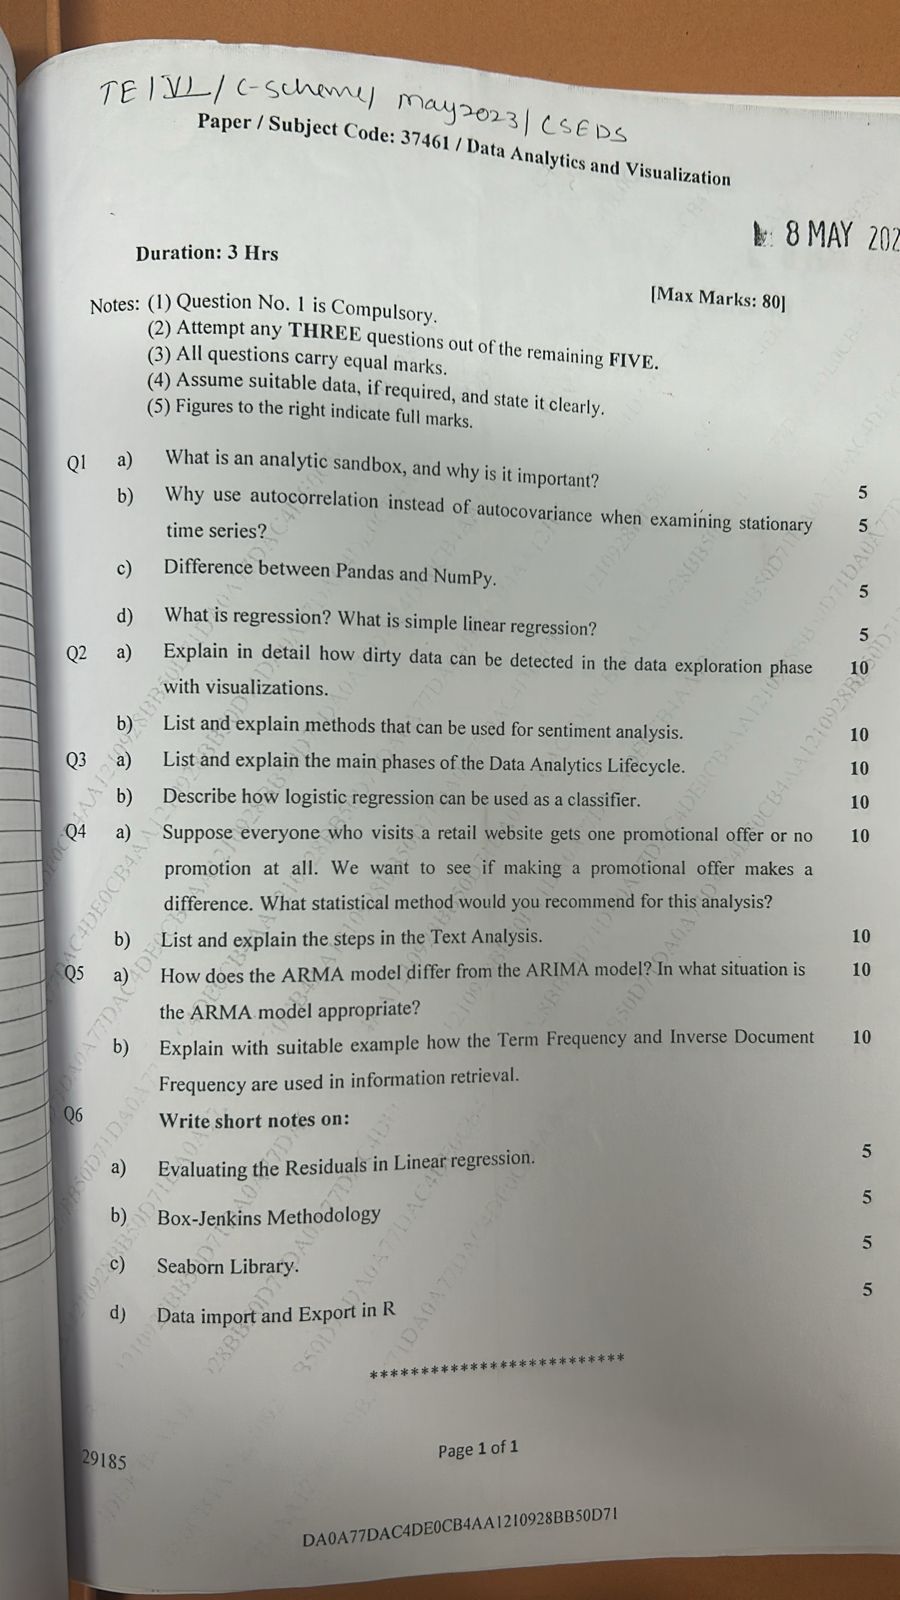 TE / VI / C-scheme / may2023 / CSEDS
Paper / Subject Code: 37461 / Data Analytics and Visualization
8 MAY 202
Duration: 3 Hrs
[Max Marks: 80]
Notes: (1) Question No. 1 is Compulsory.
(2) Attempt any THREE questions out of the remaining FIVE.
(3) All questions carry equal marks.
(4) Assume suitable data, if required, and state it clearly.
(5) Figures to the right indicate full marks.
Q1 a) What is an analytic sandbox, and why is it important? 5
b) Why use autocorrelation instead of autocovariance when examining stationary 5
time series?
c) Difference between Pandas and NumPy. 5
d) What is regression? What is simple linear regression? 5
Q2 a) Explain in detail how dirty data can be detected in the data exploration phase 10
with visualizations.
b) List and explain methods that can be used for sentiment analysis. 10
Q3 a) List and explain the main phases of the Data Analytics Lifecycle. 10
b) Describe how logistic regression can be used as a classifier. 10
Q4 a) Suppose everyone who visits a retail website gets one promotional offer or no 10
promotion at all. We want to see if making a promotional offer makes a
difference. What statistical method would you recommend for this analysis?
b) List and explain the steps in the Text Analysis. 10
Q5 a) How does the ARMA model differ from the ARIMA model? In what situation is 10
the ARMA model appropriate?
b) Explain with suitable example how the Term Frequency and Inverse Document 10
Frequency are used in information retrieval.
Q6 Write short notes on:
a) Evaluating the Residuals in Linear regression. 5
b) Box-Jenkins Methodology 5
c) Seaborn Library. 5
d) Data import and Export in R 5
**************************
29185
Page 1 of 1
DA0A77DAC4DE0CB4AA1210928BB50D71